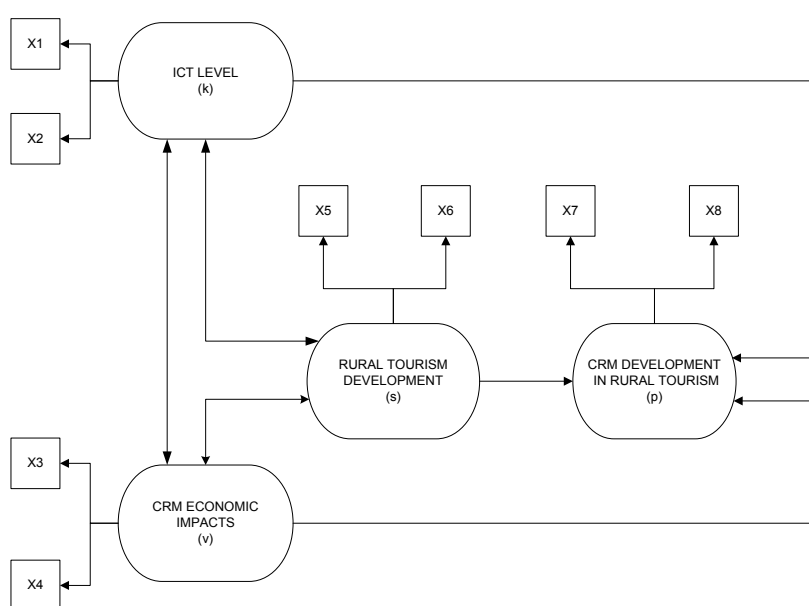 X1
ICT LEVEL
(k)
X2
X5
X6
X7
X8
RURAL TOURISM
DEVELOPMENT
(s)
CRM DEVELOPMENT
IN RURAL TOURISM
(p)
X3
CRM ECONOMIC
IMPACTS
(v)
X4